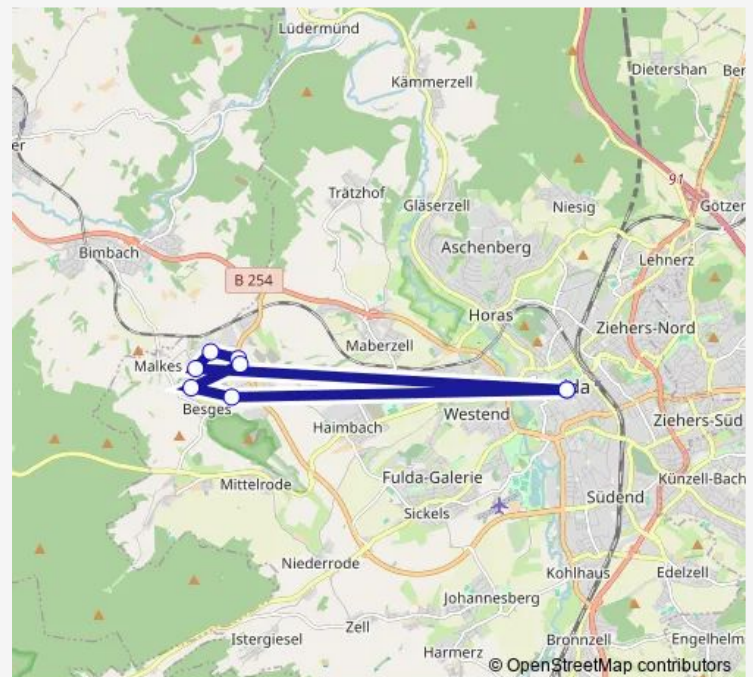 Lüdermünd
Kämmerzell
Dietershan
Ber
er
Trätzhof
91
Gläserzell
Niesig
Götzen
Aschenberg
Bimbach
Lehnerz
B 254
Horas
Ziehers-Nord
Maberzell
Malkes
da
Besges
Westend
Ziehers-Süd
Haimbach
Fulda-Galerie
Künzell-Bach
Mittelrode
Südend
Sickels
Niederrode
Kohlhaus
Edelzell
Johannesberg
Zell
Istergiesel
Bronnzell
Engelhelm
Harmerz
© OpenStreetMap contributors